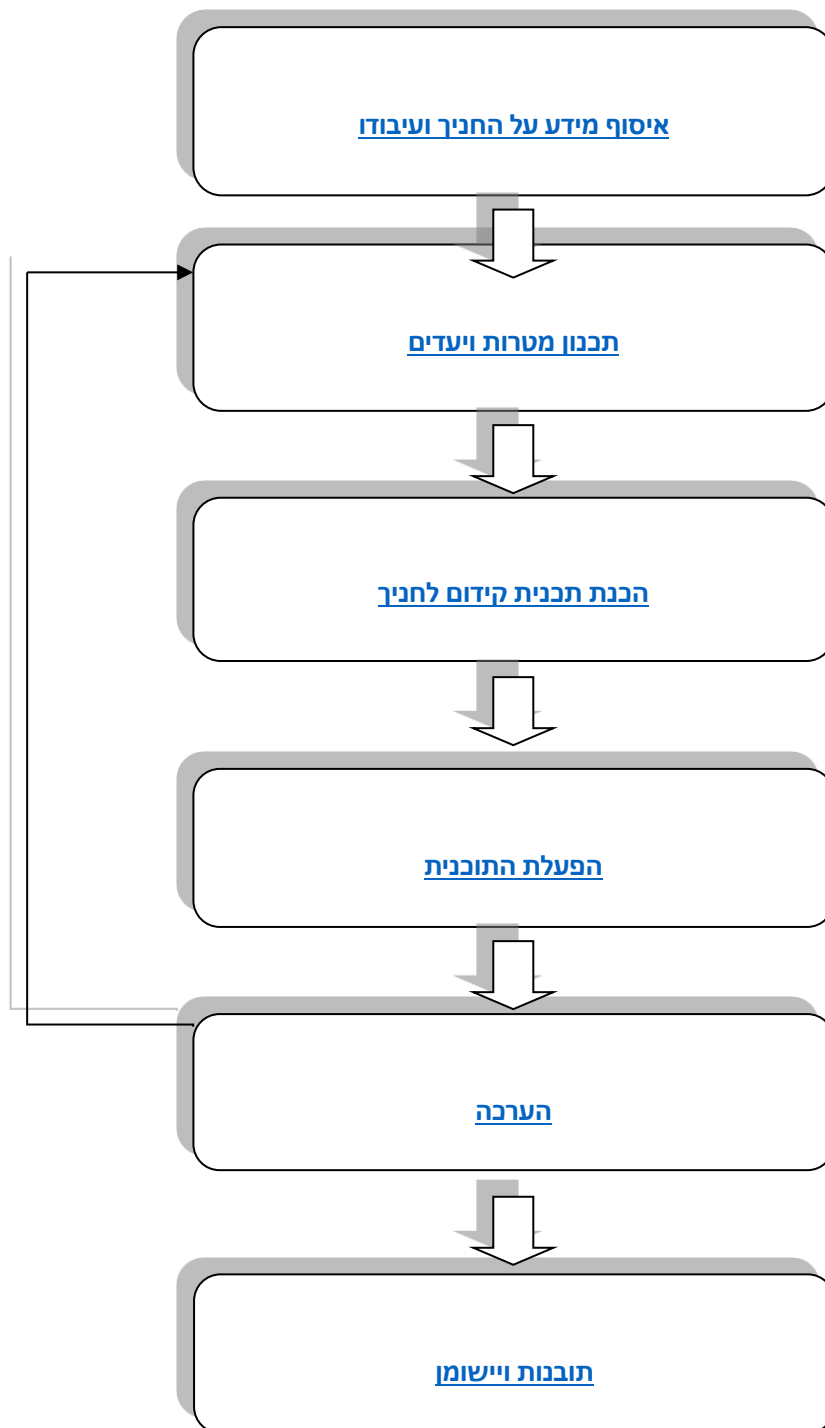 איסוף מידע על החניך ועיבודו
תכנון מטרות ויעדים
הכנת תכנית קידום לחניך
הפעלת התוכנית
הערכה
תובנות ויישומן